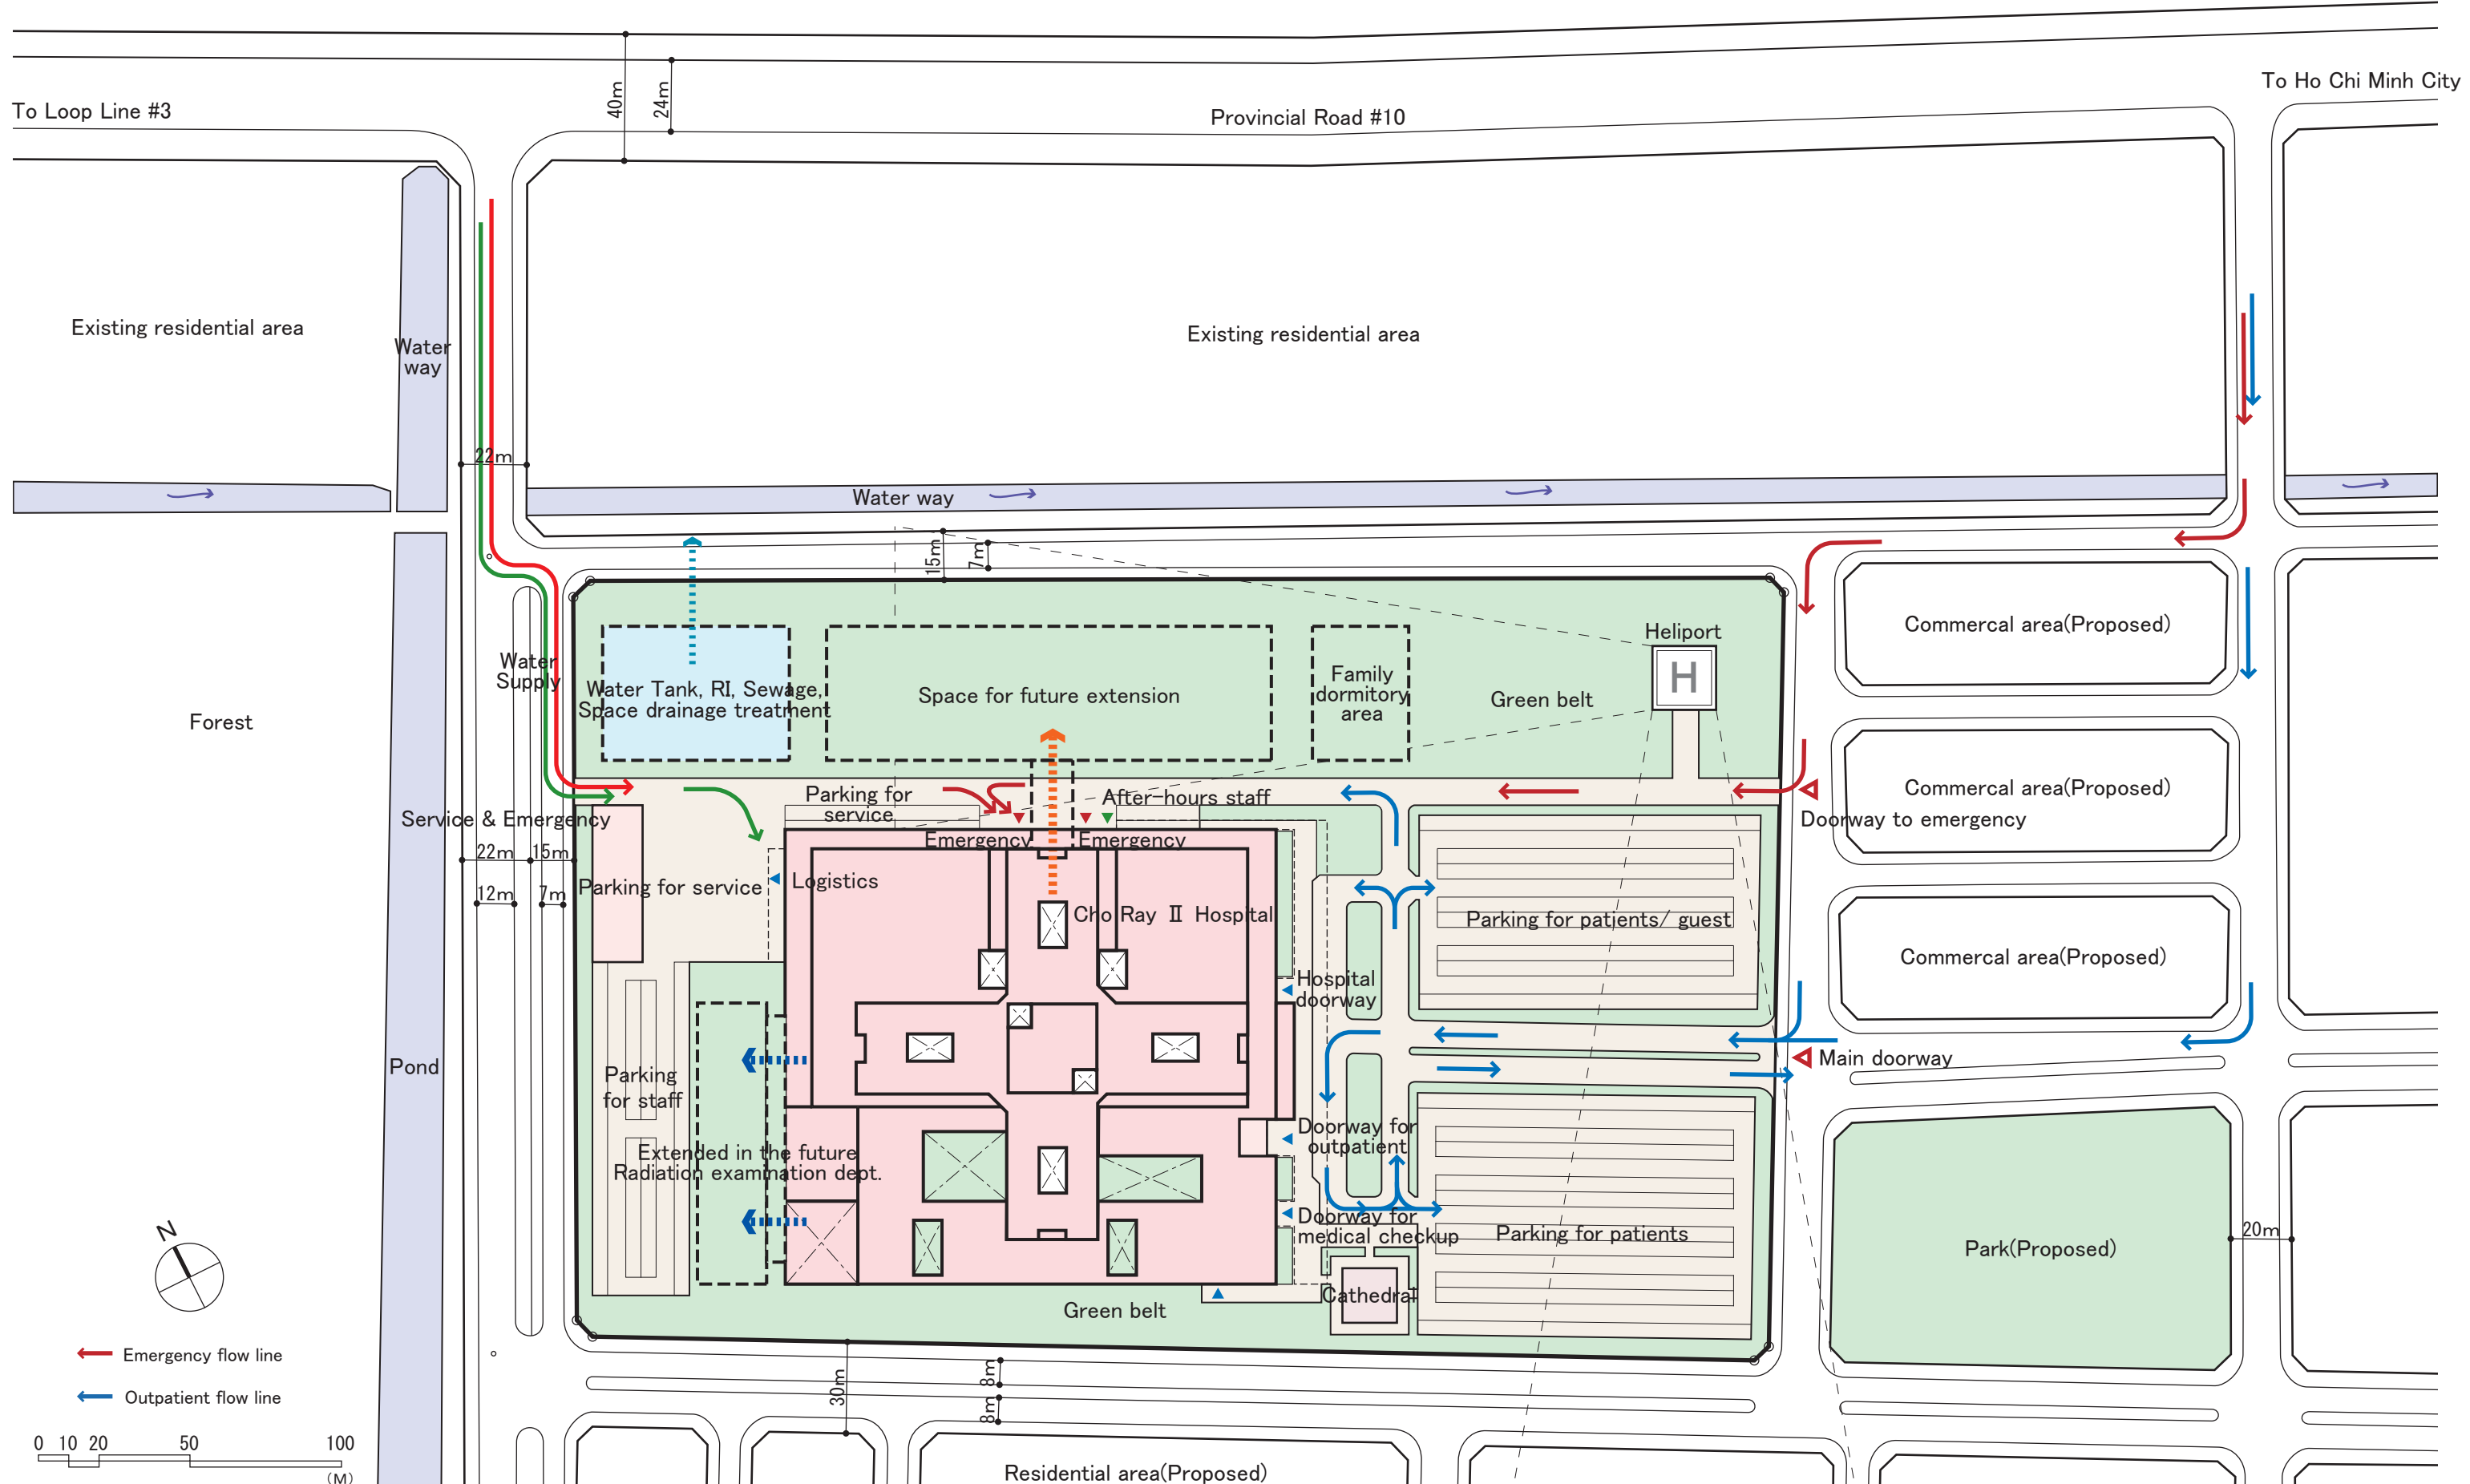 To Ho Chi Minh City
To Loop Line #3
40m
24m
Provincial Road #10
Existing residential area
Water
way
Existing residential area
22m
Water way
15m
7m
Heliport
H
Commercal area(Proposed)
Water
Supply
Water Tank, RI, Sewage,
Space drainage treatment
Space for future extension
Family
dormitory
area
Green belt
Forest
Commercal area(Proposed)
Parking for
service
After-hours staff
Service & Emergency
Doorway to emergency
Emergency
Emergency
22m
15m
12m
7m
Parking for service
Logistics
Cho Ray II Hospital
Parking for patients/ guest
Commercal area(Proposed)
Hospital
doorway
Main doorway
Pond
Parking
for staff
Doorway for
outpatient
Extended in the future
Radiation examination dept.
Doorway for
medical checkup
Parking for patients
Park(Proposed)
20m
N
Cathedral
Green belt
Emergency flow line
Outpatient flow line
30m
8m
8m
0 10 20 50 100
(M)
Residential area(Proposed)